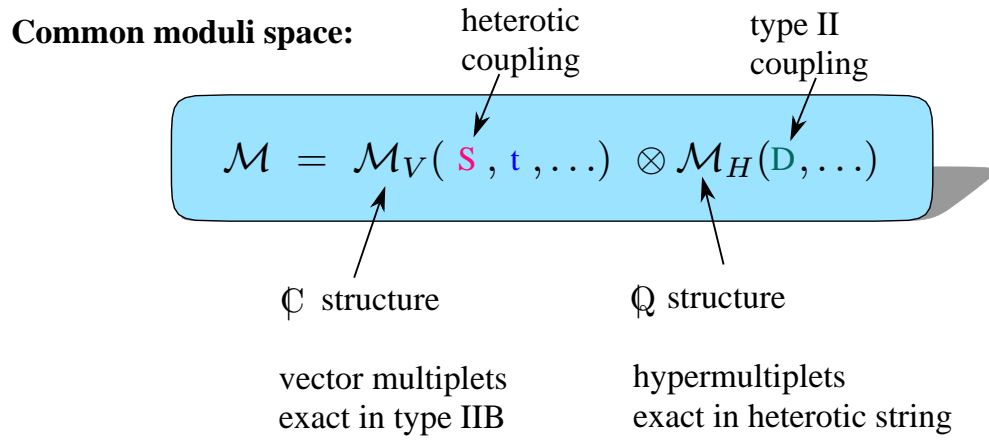 Common moduli space:
heterotic
coupling
type II
coupling
ℳ = ℳ_V( S , t , …) ⊗ ℳ_H(D, …)
ℂ structure
ℚ structure
vector multiplets
exact in type IIB
hypermultiplets
exact in heterotic string